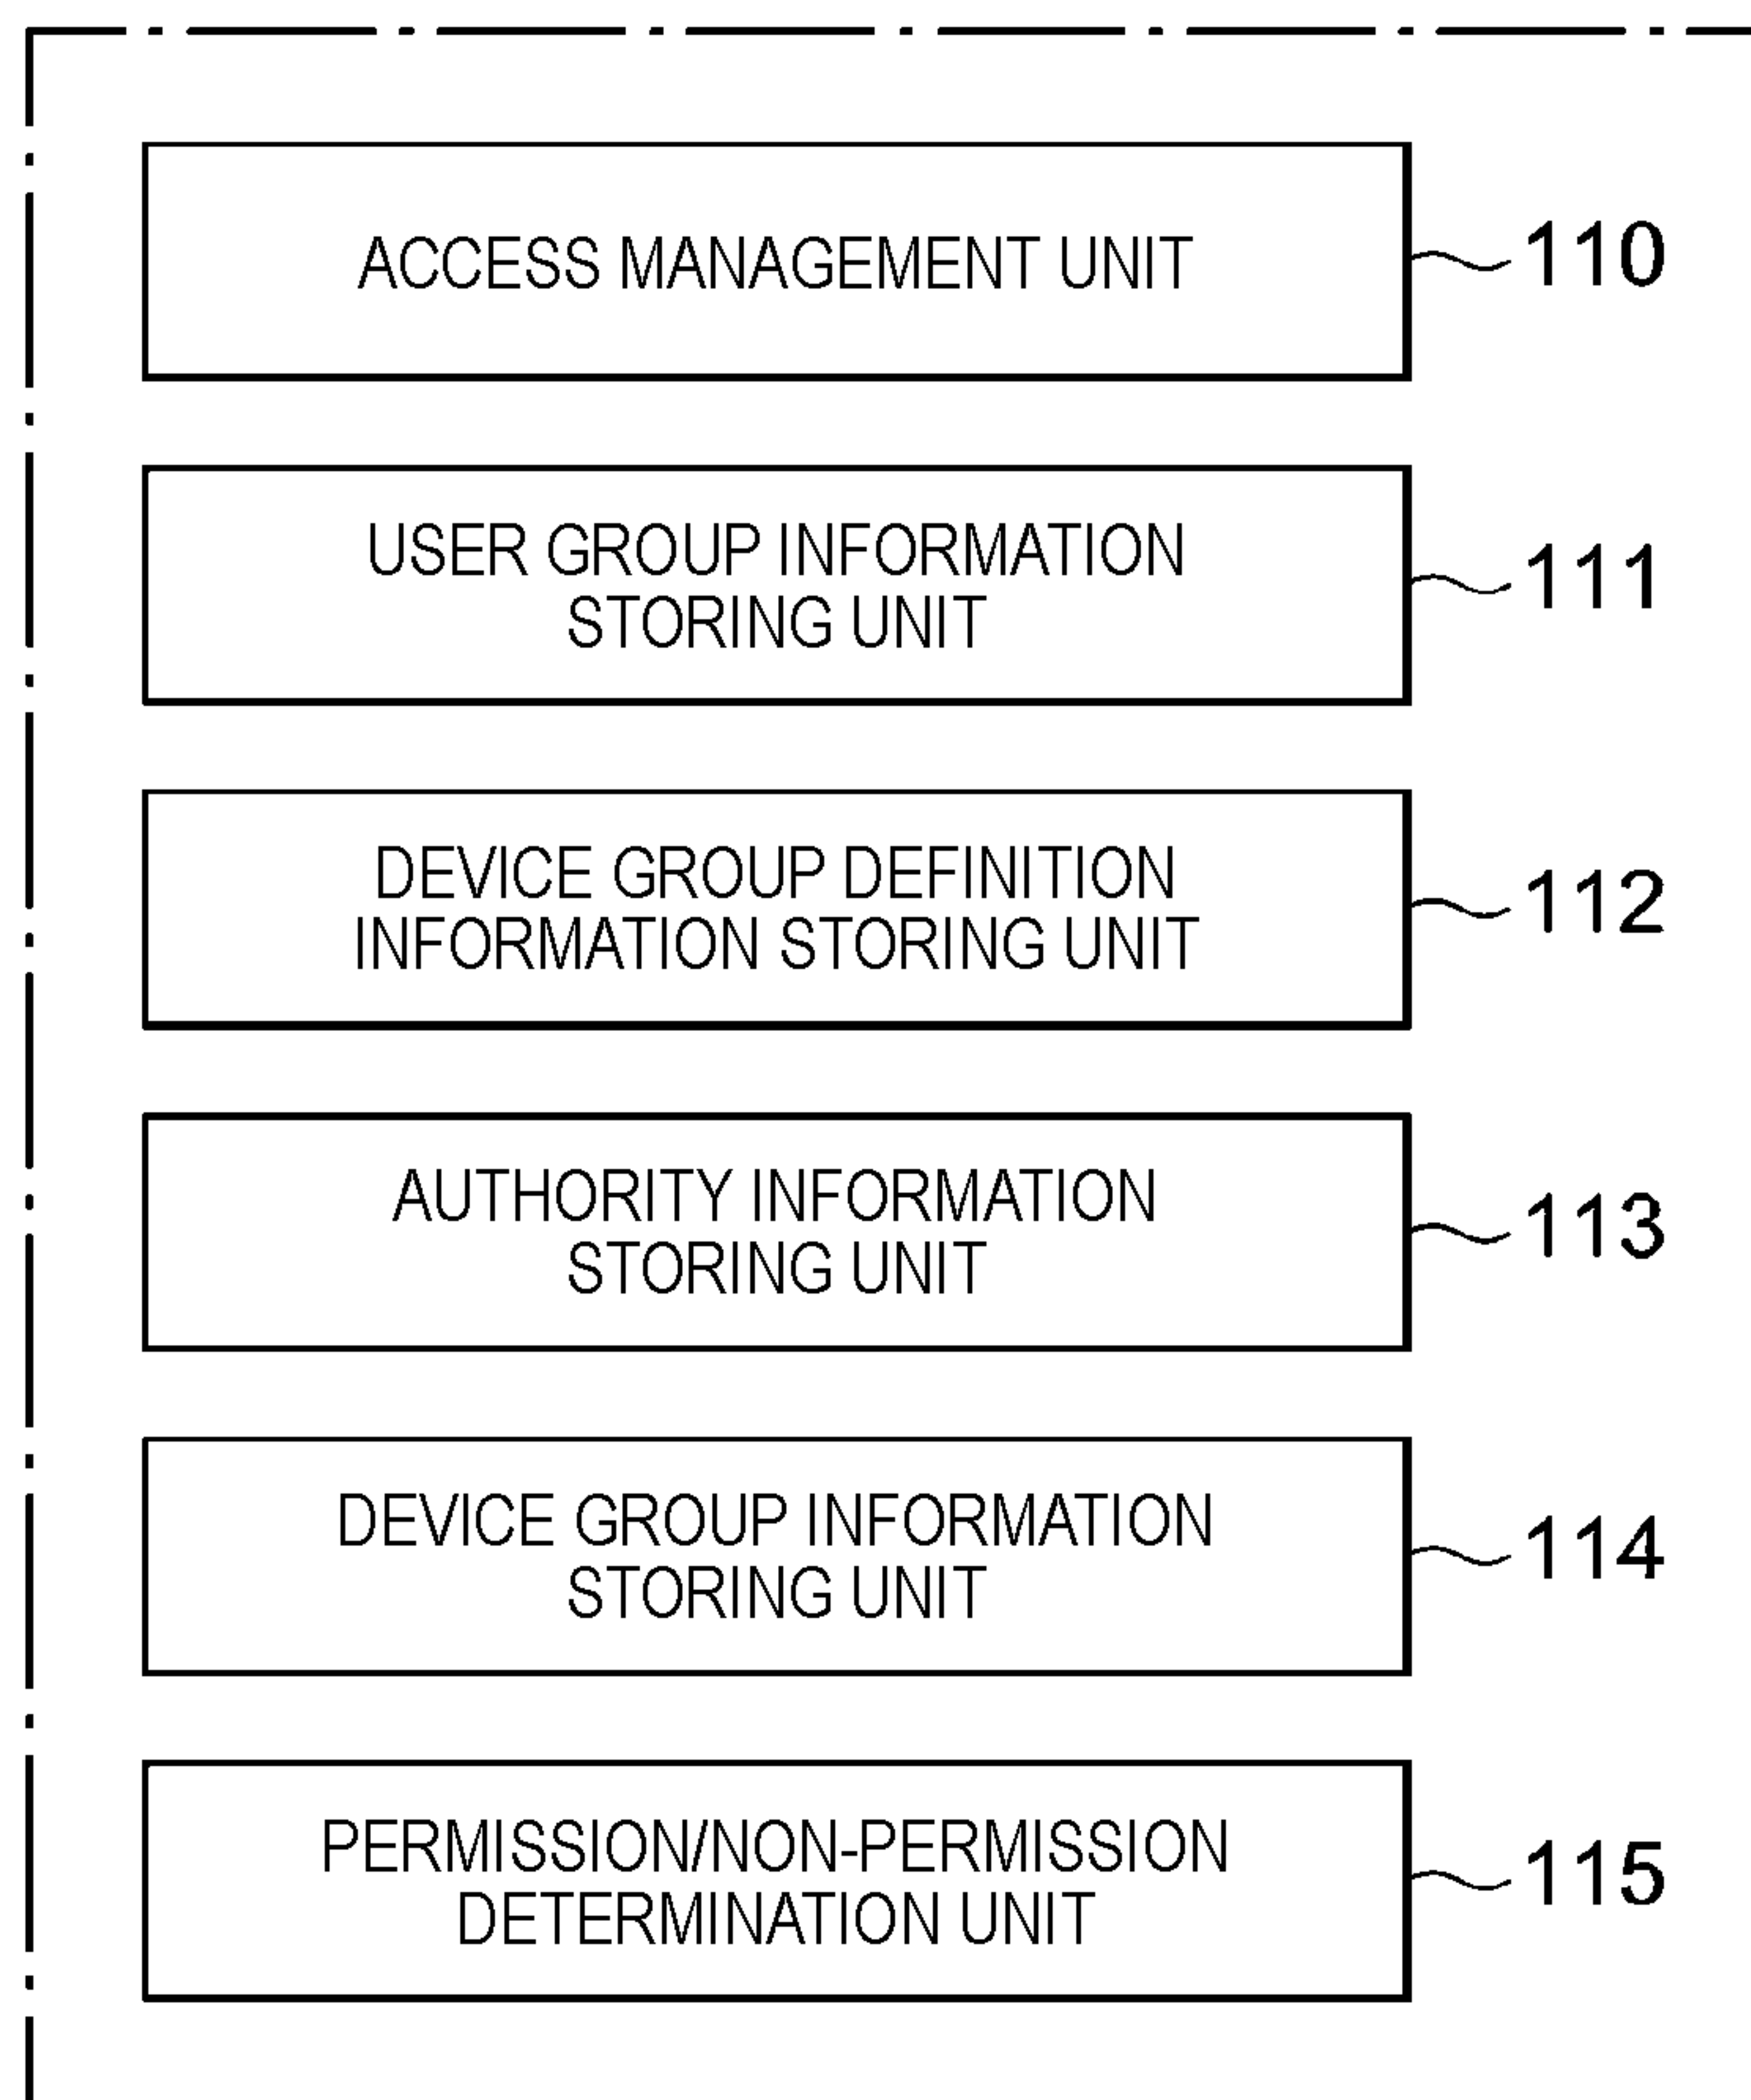 ACCESS MANAGEMENT UNIT
110
USER GROUP INFORMATION
STORING UNIT
111
DEVICE GROUP DEFINITION
INFORMATION STORING UNIT
112
AUTHORITY INFORMATION
STORING UNIT
113
DEVICE GROUP INFORMATION
STORING UNIT
114
PERMISSION/NON-PERMISSION
DETERMINATION UNIT
115